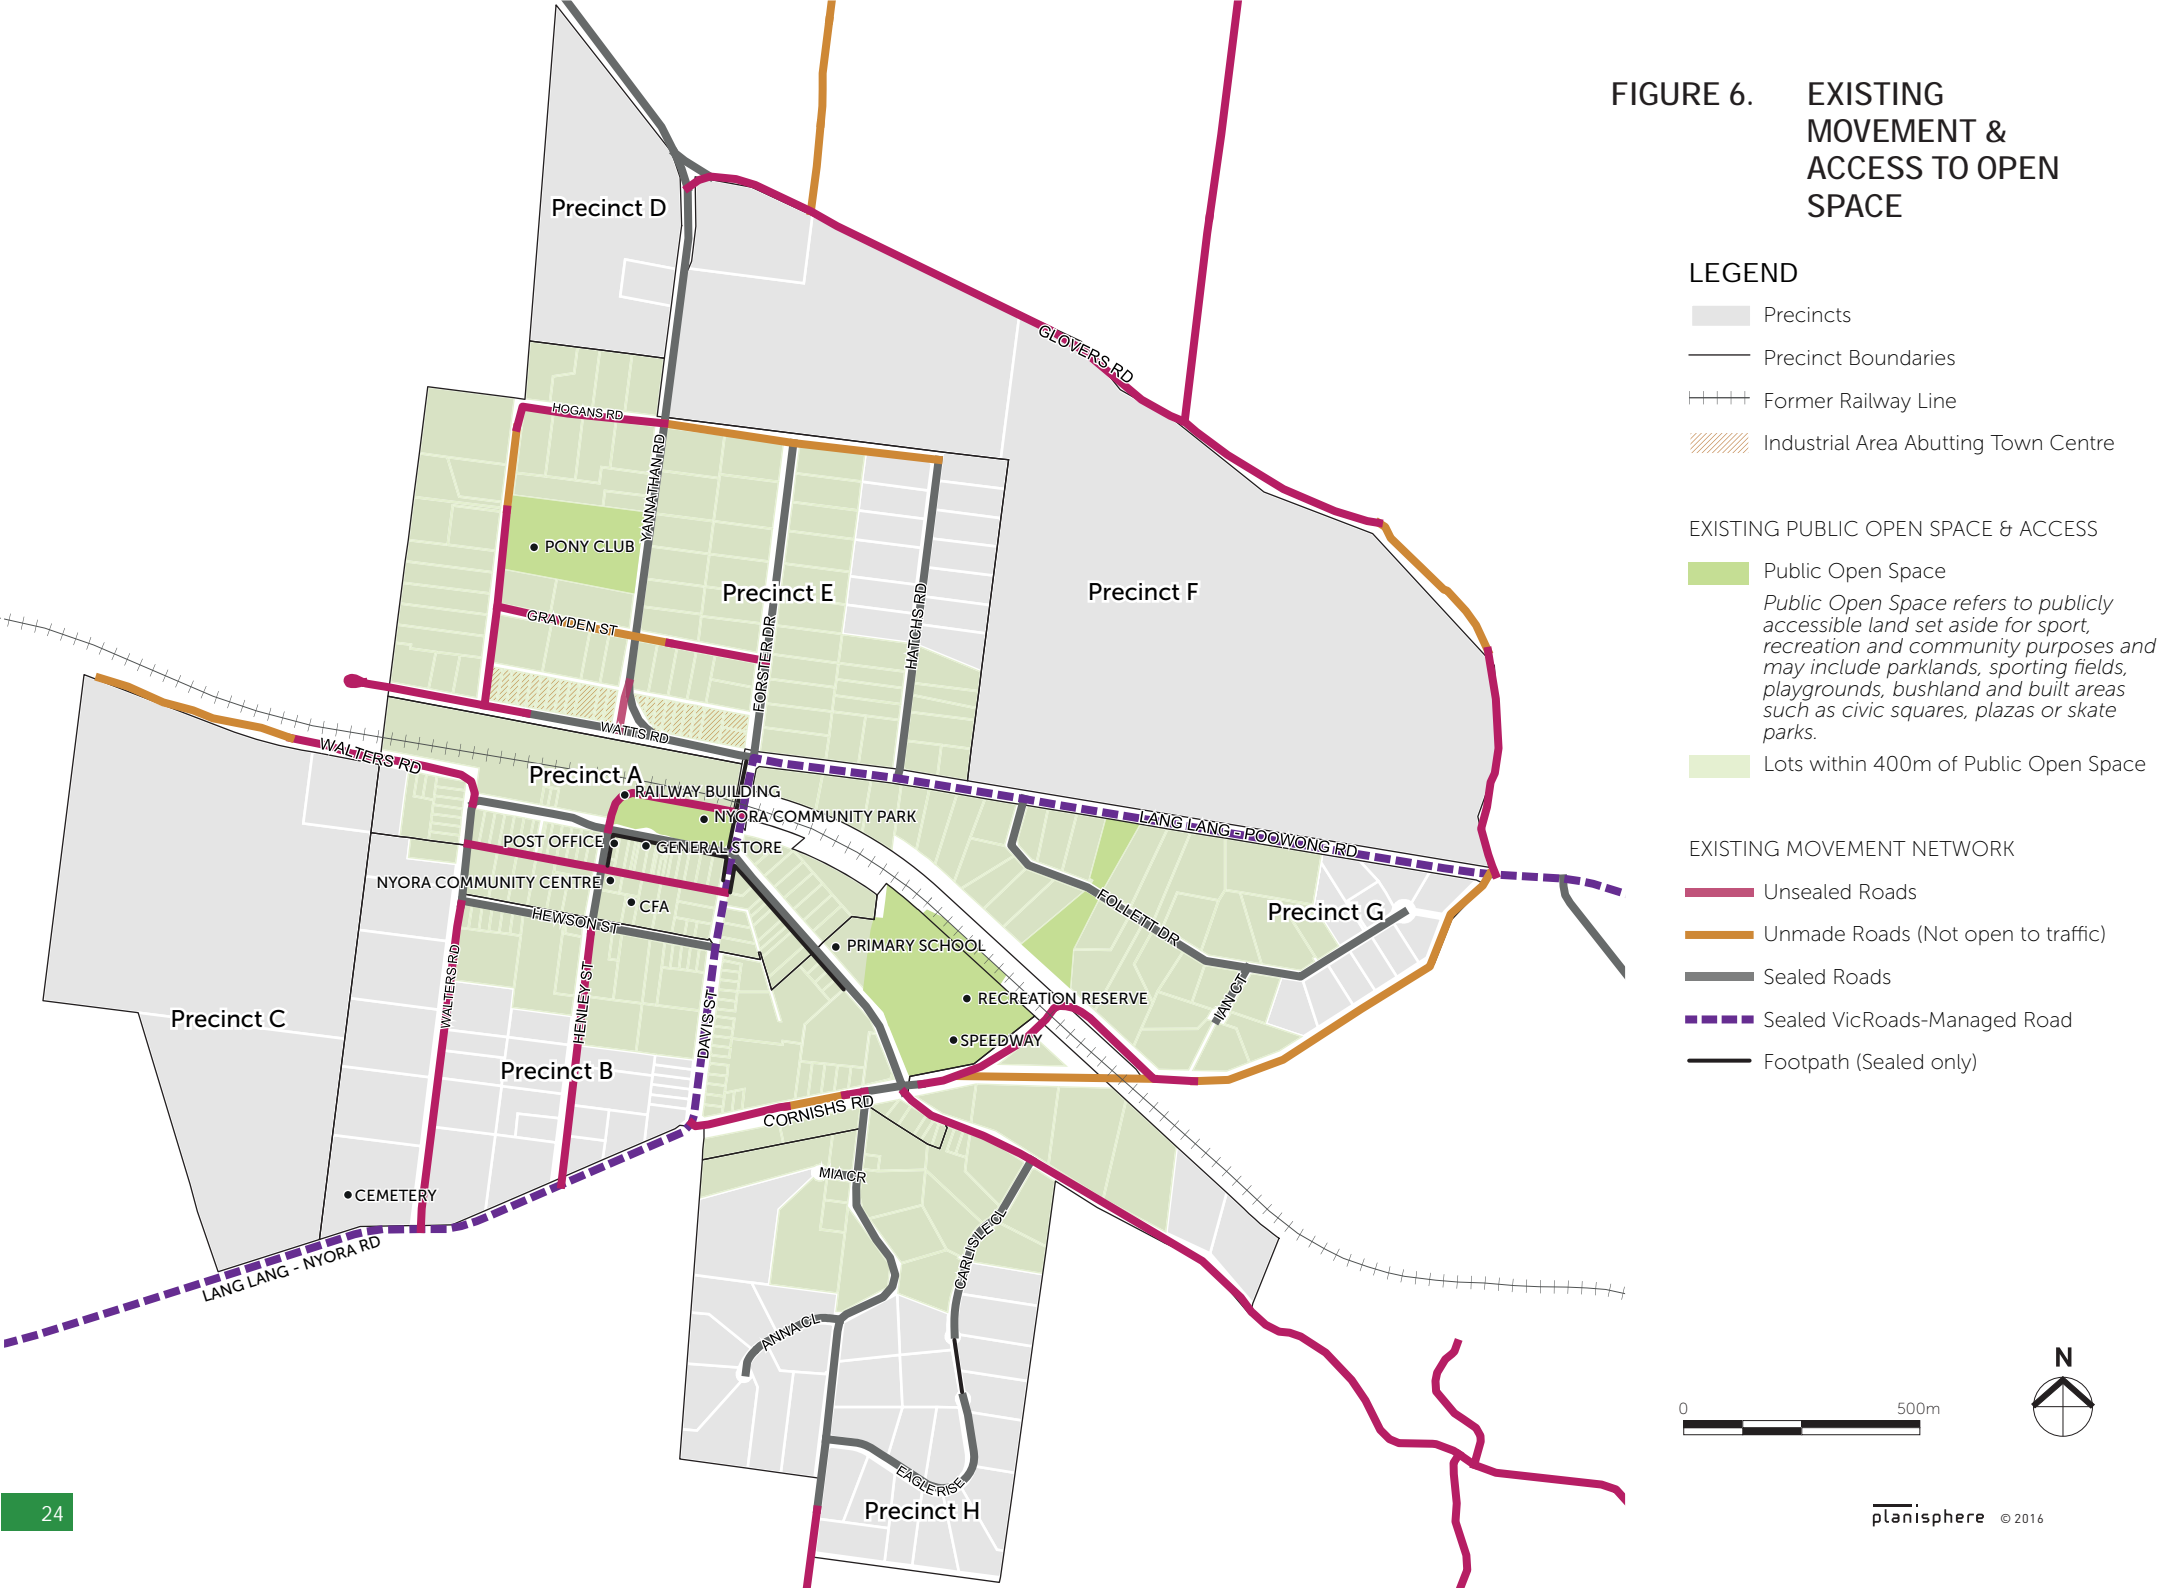 FIGURE 6. EXISTING
MOVEMENT &
ACCESS TO OPEN
SPACE
LEGEND
Precincts
Precinct Boundaries
Former Railway Line
Industrial Area Abutting Town Centre
EXISTING PUBLIC OPEN SPACE & ACCESS
Public Open Space
Public Open Space refers to publicly
accessible land set aside for sport,
recreation and community purposes and
may include parklands, sporting fields,
playgrounds, bushland and built areas
such as civic squares, plazas or skate
parks.
Lots within 400m of Public Open Space
EXISTING MOVEMENT NETWORK
Unsealed Roads
Unmade Roads (Not open to traffic)
Sealed Roads
Sealed VicRoads-Managed Road
Footpath (Sealed only)
0 500m
N
planisphere © 2016
24
Precinct D
GLOVERS RD
HOGANS RD
YANNATHAN RD
PONY CLUB
Precinct E
Precinct F
HATCHS RD
GRAYDEN ST
FORSTER DR
WATTS RD
WALTERS RD
Precinct A
RAILWAY BUILDING
NYORA COMMUNITY PARK
LANG LANG - POOWONG RD
POST OFFICE
GENERAL STORE
NYORA COMMUNITY CENTRE
CFA
HEWSON ST
FOLLETT DR
Precinct G
PRIMARY SCHOOL
WALTERS RD
HENLEY ST
DAVIS ST
RECREATION RESERVE
IAN CT
Precinct C
SPEEDWAY
Precinct B
CORNISHS RD
MIA CR
CEMETERY
CARLISLE CL
LANG LANG - NYORA RD
ANNA CL
EAGLE RISE
Precinct H